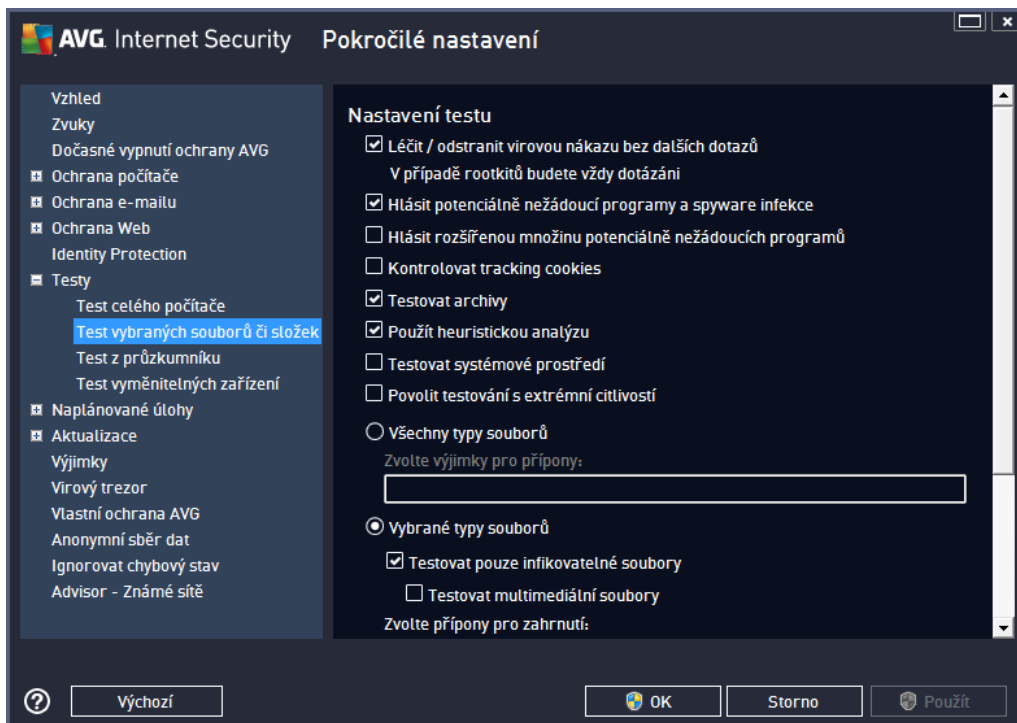 AVG. Internet Security Pokročilé nastavení
Vzhled
Zvuky
Dočasné vypnutí ochrany AVG
Ochrana počítače
Ochrana e-mailu
Ochrana Web
Identity Protection
Testy
Test celého počítače
Test vybraných souborů či složek
Test z průzkumníku
Test vyměnitelných zařízení
Naplánované úlohy
Aktualizace
Výjimky
Virový trezor
Vlastní ochrana AVG
Anonymní sběr dat
Ignorovat chybový stav
Advisor - Známé sítě
Nastavení testu
Léčit / odstranit virovou nákazu bez dalších dotazů
V případě rootkitů budete vždy dotázáni
Hlásit potenciálně nežádoucí programy a spyware infekce
Hlásit rozšířenou množinu potenciálně nežádoucích programů
Kontrolovat tracking cookies
Testovat archivy
Použít heuristickou analýzu
Testovat systémové prostředí
Povolit testování s extrémní citlivostí
Všechny typy souborů
Zvolte výjimky pro přípony:
Vybrané typy souborů
Testovat pouze infikovatelné soubory
Testovat multimediální soubory
Zvolte přípony pro zahrnutí:
? Výchozí OK Storno Použít